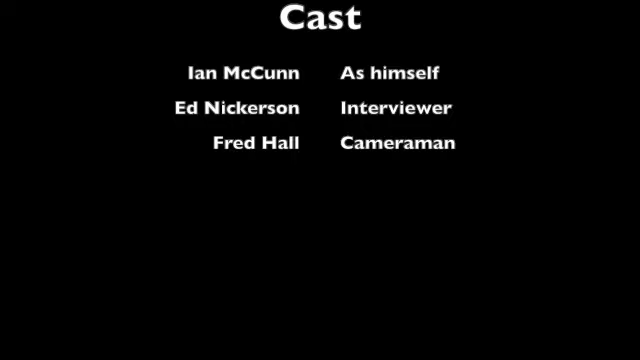 Cast
Ian McCunn As himself
Ed Nickerson Interviewer
Fred Hall Cameraman